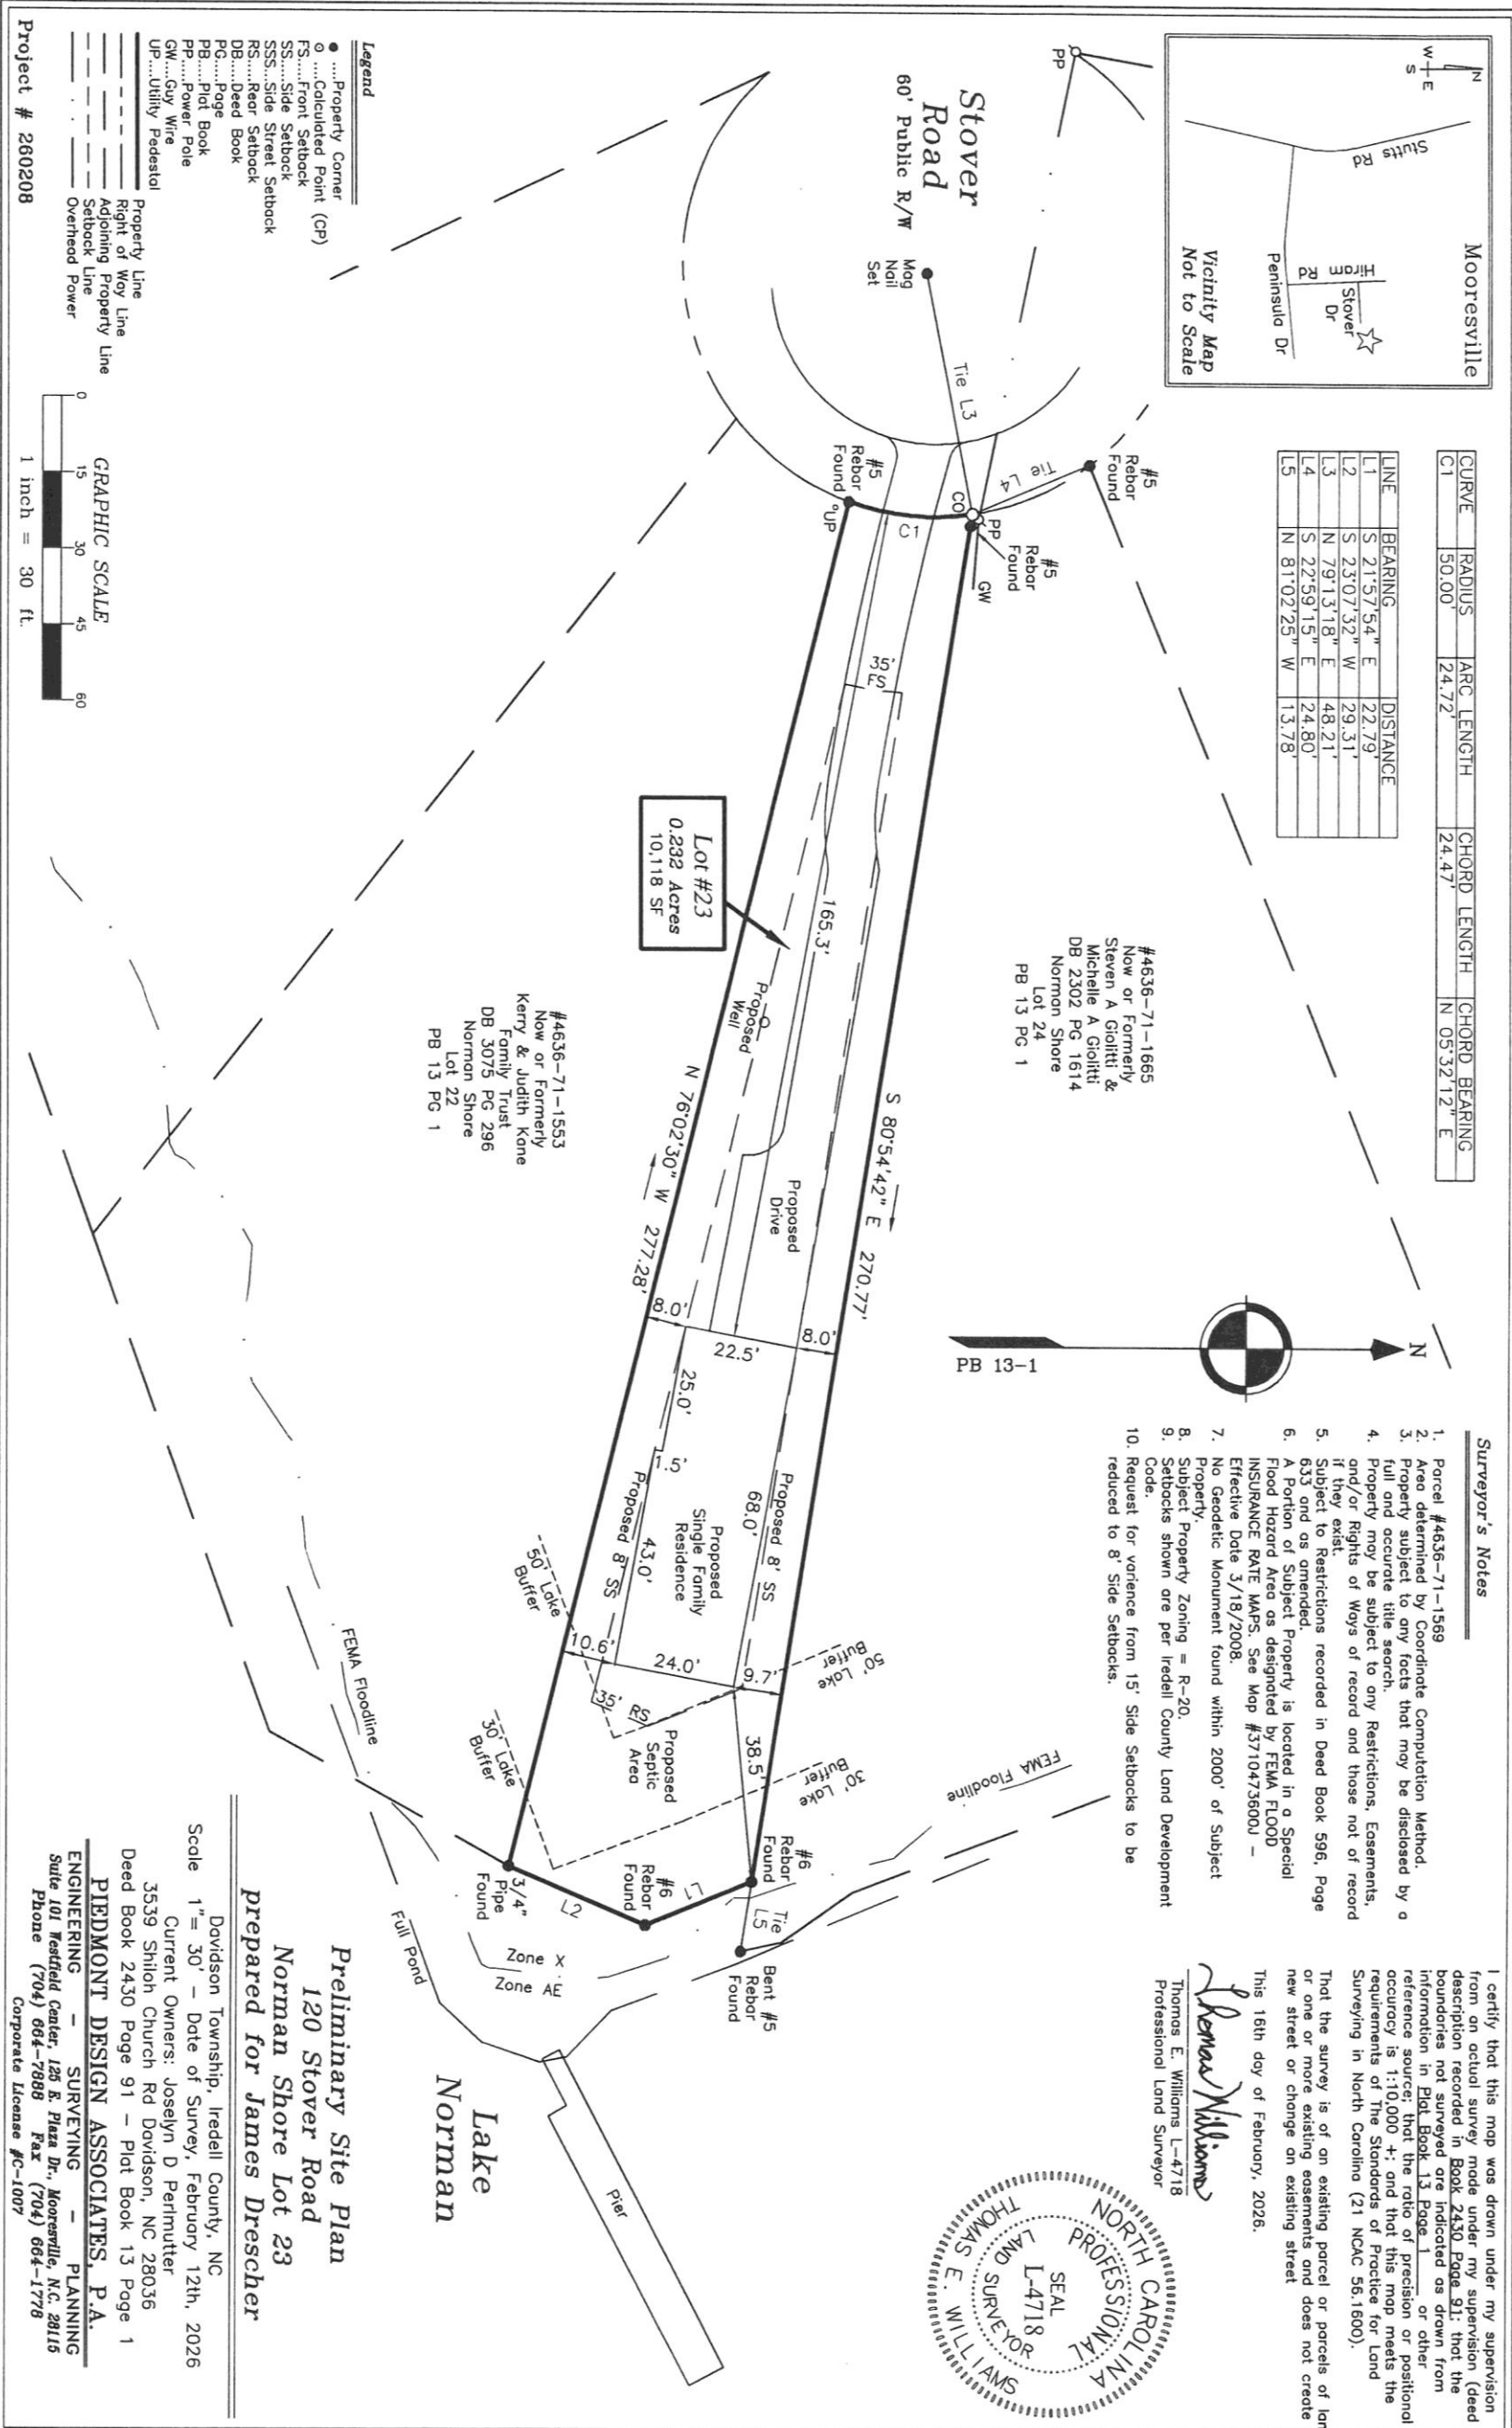 Mooresville
N
W E
S
Stutts Rd
Hiram Rd
Stover Dr
Peninsula Dr
Vicinity Map
Not to Scale
CURVE RADIUS ARC LENGTH CHORD LENGTH CHORD BEARING
C1 50.00' 24.72' 24.47' N 05°32'12" E
LINE BEARING DISTANCE
L1 S 21°57'54" E 22.79'
L2 S 23°07'32" W 29.31'
L3 N 79°13'18" E 48.21'
L4 S 22°59'15" E 24.80'
L5 N 81°02'25" W 13.78'
Surveyor's Notes
1. Parcel #4636-71-1569
2. Area determined by Coordinate Computation Method.
3. Property subject to any facts that may be disclosed by a
full and accurate title search.
4. Property may be subject to any Restrictions, Easements,
and/or Rights of Ways of record and those not of record
if they exist.
5. Subject to Restrictions recorded in Deed Book 596, Page
633 and as amended.
6. A Portion of Subject Property is located in a Special
Flood Hazard Area as designated by FEMA FLOOD
INSURANCE RATE MAPS. See Map #3710473600J -
Effective Date 3/18/2008.
7. No Geodetic Monument found within 2000' of Subject
Property.
8. Subject Property Zoning = R-20.
9. Setbacks shown are per Iredell County Land Development
Code.
10. Request for varience from 15' Side Setbacks to be
reduced to 8' Side Setbacks.
I certify that this map was drawn under my supervision
from an actual survey made under my supervision (deed
description recorded in Book 2430 Page 91; that the
boundaries not surveyed are indicated as drawn from
information in Plat Book 13 Page 1 or other
reference source; that the ratio of precision or positional
accuracy is 1:10,000 +; and that this map meets the
requirements of The Standards of Practice for Land
Surveying in North Carolina (21 NCAC 56.1600).
That the survey is of an existing parcel or parcels of lan
or one or more existing easements and does not create
new street or change an existing street
This 16th day of February, 2026.
Thomas Williams
Thomas E. Williams L-4718
Professional Land Surveyor
NORTH CAROLINA
PROFESSIONAL
SEAL
L-4718
LAND SURVEYOR
THOMAS E. WILLIAMS
PP
Stover
Road
60' Public R/W
Mag
Nail
Set
Tie L3
Tie L4
#5
Rebar
Found
CO
PP
#5
Rebar
Found
GW
#5
Rebar
Found
UP
C1
35'
FS
165.3'
#4636-71-1665
Now or Formerly
Steven A Giolitti &
Michelle A Giolitti
DB 2302 PG 1614
Norman Shore
Lot 24
PB 13 PG 1
N
PB 13-1
S 80°54'42" E 270.77'
Lot #23
0.232 Acres
10,118 SF
Proposed
Well
Proposed
Drive
N 76°02'30" W 277.28'
#4636-71-1553
Now or Formerly
Kerry & Judith Kane
Family Trust
DB 3075 PG 296
Norman Shore
Lot 22
PB 13 PG 1
8.0'
22.5'
8.0'
25.0'
1.5'
43.0'
68.0'
Proposed 8' SS
Proposed 8' SS
Proposed
Single Family
Residence
10.6'
24.0'
9.7'
50' Lake
Buffer
50' Lake
Buffer
35' RS
Proposed
Septic
Area
38.5'
30' Lake
Buffer
30' Lake
Buffer
FEMA Floodline
FEMA Floodline
#6
Rebar
Found
L1
#6
Rebar
Found
L2
3/4"
Pipe
Found
Tie
L5
Bent #5
Rebar
Found
Zone X
Zone AE
Full Pond
Pier
Lake
Norman
Legend
....Property Corner
....Calculated Point (CP)
FS....Front Setback
SS....Side Setback
SSS...Side Street Setback
RS.....Rear Setback
DB.....Deed Book
PG....Page
PB....Plat Book
PP....Power Pole
GW....Guy Wire
UP....Utility Pedestal
Property Line
Right of Way Line
Adjoining Property Line
Setback Line
Overhead Power
Project # 260208
GRAPHIC SCALE
0 15 30 45 60
1 inch = 30 ft.
Preliminary Site Plan
120 Stover Road
Norman Shore Lot 23
prepared for James Drescher
Davidson Township, Iredell County, NC
Scale 1"= 30' - Date of Survey, February 12th, 2026
Current Owners: Joselyn D Perlmutter
3539 Shiloh Church Rd Davidson, NC 28036
Deed Book 2430 Page 91 - Plat Book 13 Page 1
PIEDMONT DESIGN ASSOCIATES, P.A.
ENGINEERING - SURVEYING - PLANNING
Suite 101 Westfield Center, 125 E. Plaza Dr., Mooresville, N.C. 28115
Phone (704) 664-7888 Fax (704) 664-1778
Corporate License #C-1007